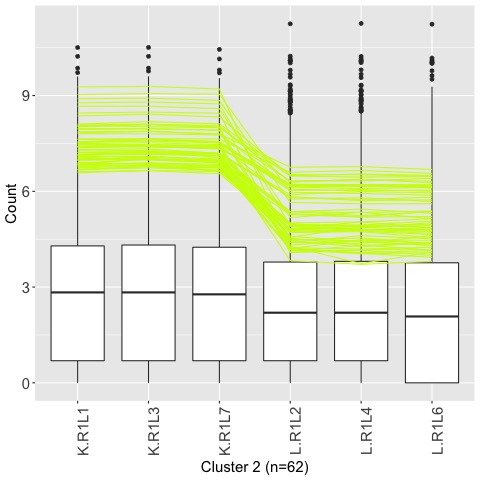 9
6
3
0
Count
K.R1L1
K.R1L3
K.R1L7
L.R1L2
L.R1L4
L.R1L6
Cluster 2 (n=62)